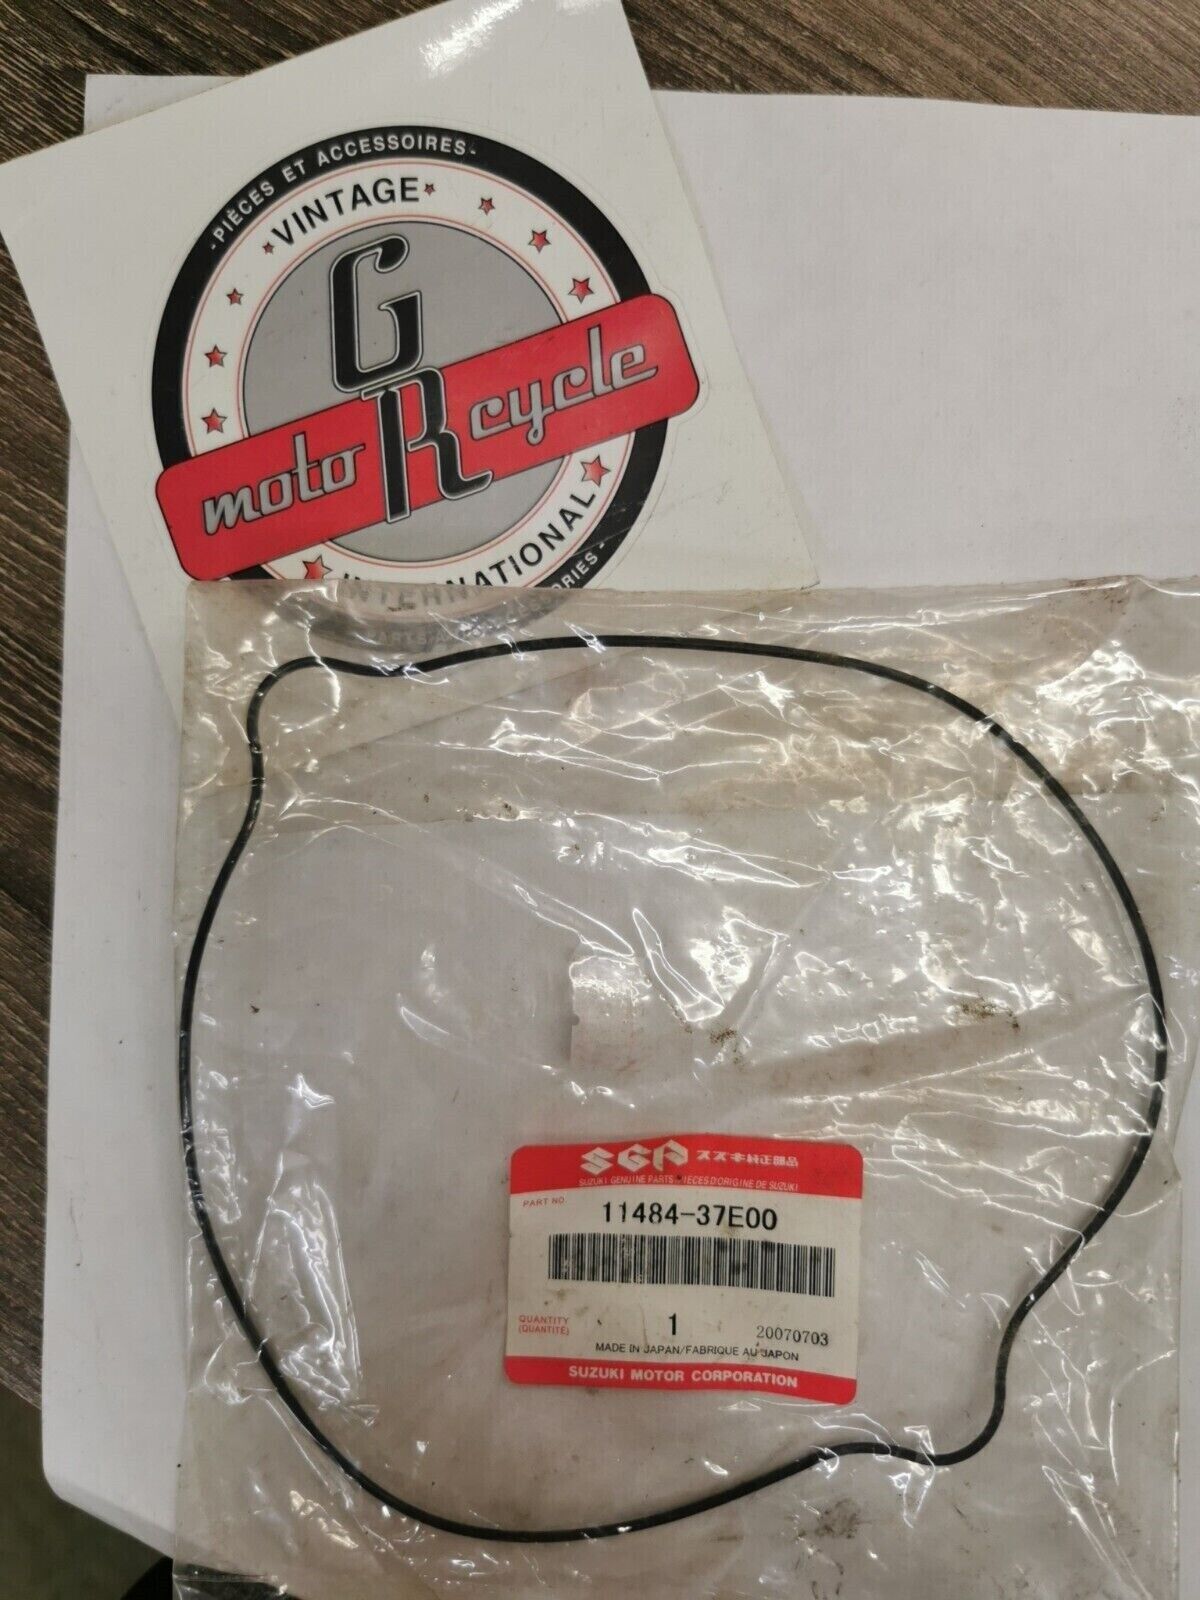 -PIÈCES ET ACCESSOIRES-
VINTAGE
G
moto R cycle
INTERNATIONAL
SGP スズキ純正部品
SUZUKI GENUINE PARTS PIECES D'ORIGINE DE SUZUKI
PART NO.
11484-37E00
QUANTITY
(QUANTITÉ)
1
20070703
MADE IN JAPAN/FABRIQUE AU JAPON
SUZUKI MOTOR CORPORATION